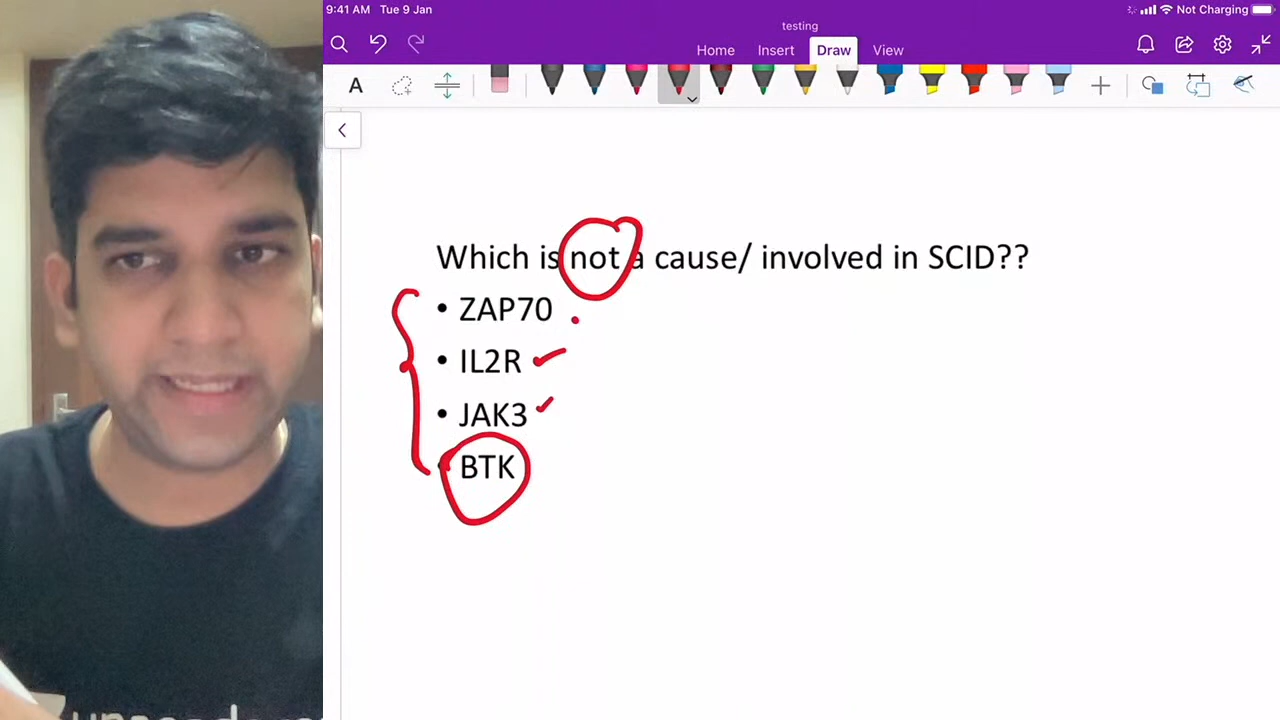 9:41 AM Tue 9 Jan
Not Charging
testing
Home Insert Draw View
A
Which is not a cause/ involved in SCID??
• ZAP70
• IL2R
• JAK3
• BTK